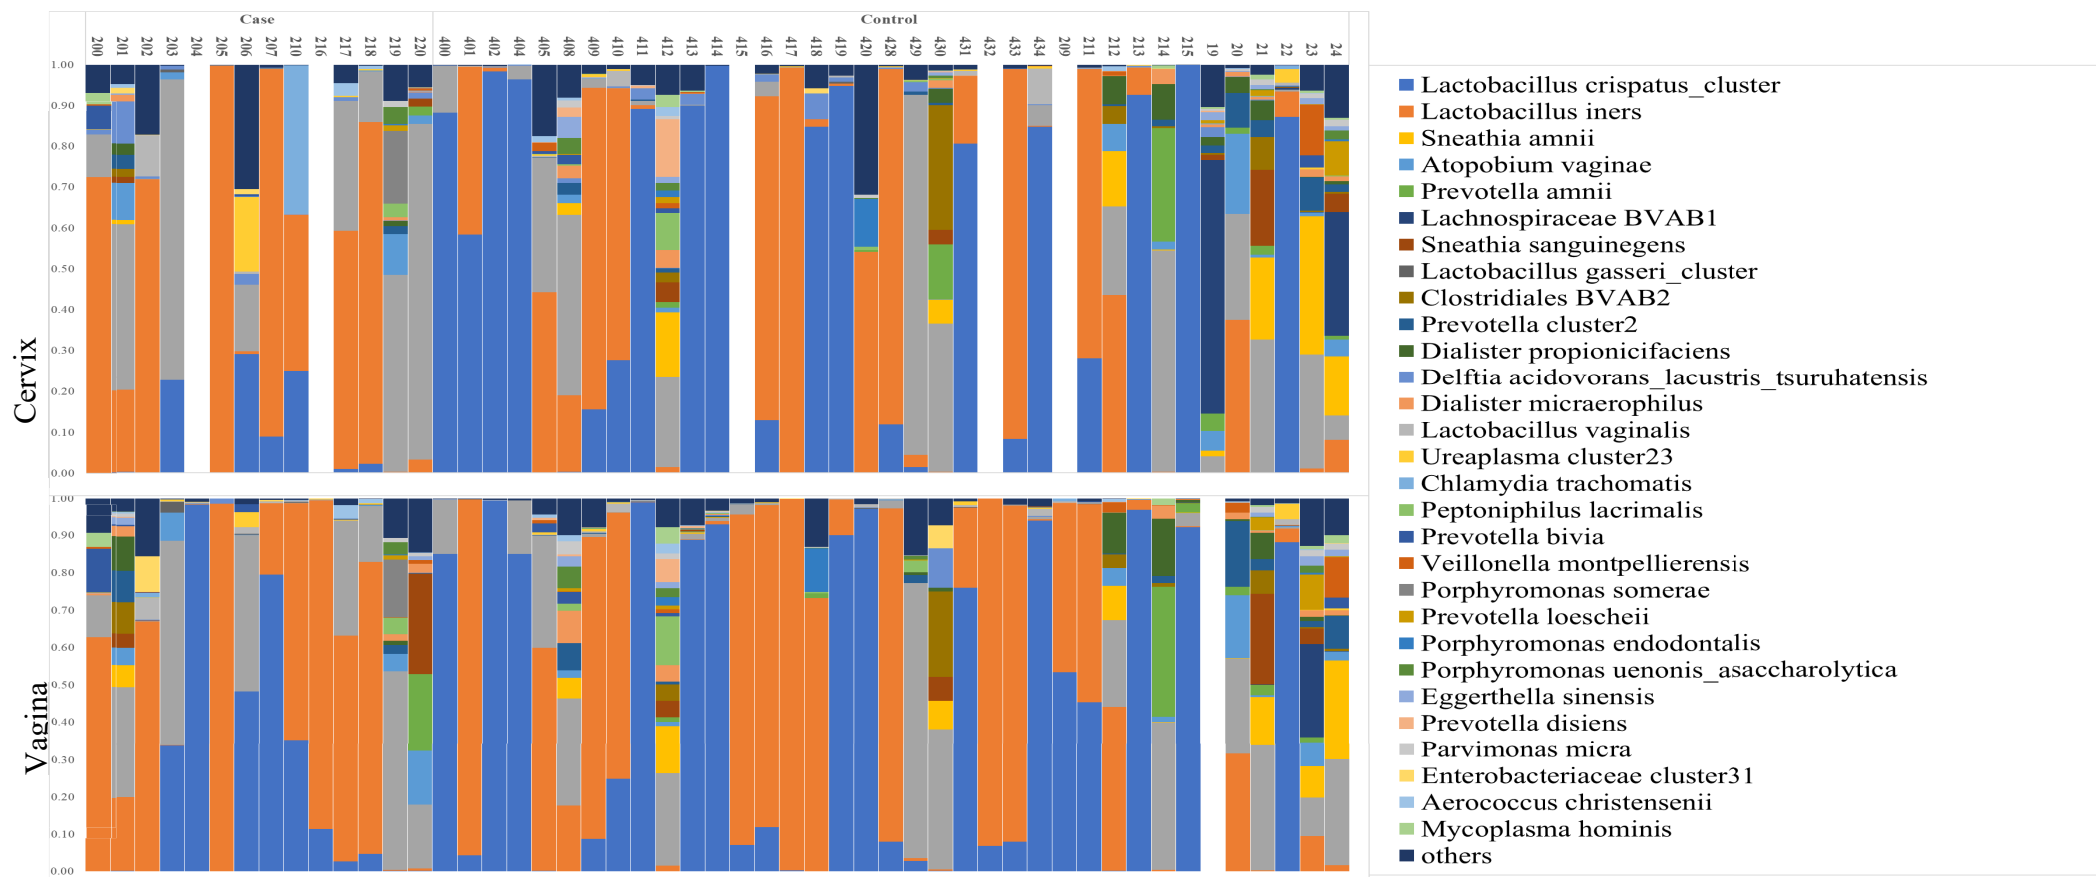 Case Control
200 201 202 203 204 205 206 207 210 216 217 218 219 220 400 401 402 404 405 408 409 410 411 412 413 414 415 416 417 418 419 420 428 429 430 431 432 433 434 209 211 212 213 214 215 19 20 21 22 23 24
Cervix
1.00
0.90
0.80
0.70
0.60
0.50
0.40
0.30
0.20
0.10
0.00
Vagina
1.00
0.90
0.80
0.70
0.60
0.50
0.40
0.30
0.20
0.10
0.00
Lactobacillus crispatus_cluster
Lactobacillus iners
Sneathia amnii
Atopobium vaginae
Prevotella amnii
Lachnospiraceae BVAB1
Sneathia sanguinegens
Lactobacillus gasseri_cluster
Clostridiales BVAB2
Prevotella cluster2
Dialister propionicifaciens
Delftia acidovorans_lacustris_tsuruhatensis
Dialister micraerophilus
Lactobacillus vaginalis
Ureaplasma cluster23
Chlamydia trachomatis
Peptoniphilus lacrimalis
Prevotella bivia
Veillonella montpellierensis
Porphyromonas somerae
Prevotella loescheii
Porphyromonas endodontalis
Porphyromonas uenonis_asaccharolytica
Eggerthella sinensis
Prevotella disiens
Parvimonas micra
Enterobacteriaceae cluster31
Aerococcus christensenii
Mycoplasma hominis
others